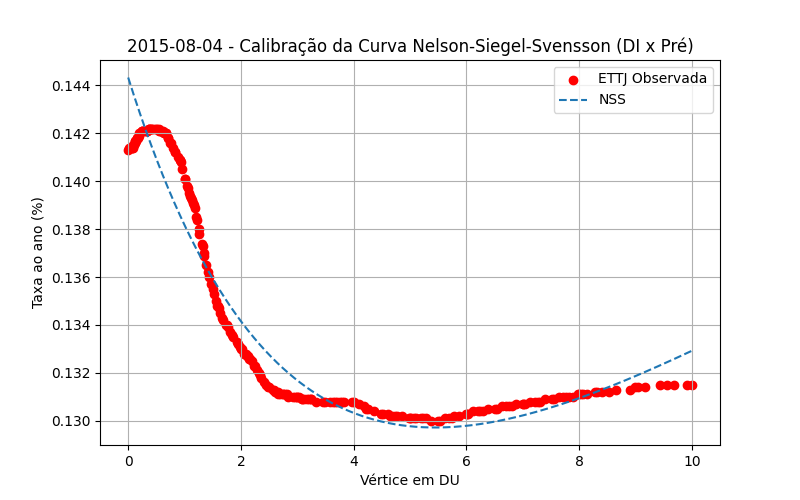 2015-08-04 - Calibração da Curva Nelson-Siegel-Svensson (DI x Pré)
ETTJ Observada
NSS
Taxa ao ano (%)
0.144
0.142
0.140
0.138
0.136
0.134
0.132
0.130
0 2 4 6 8 10
Vértice em DU